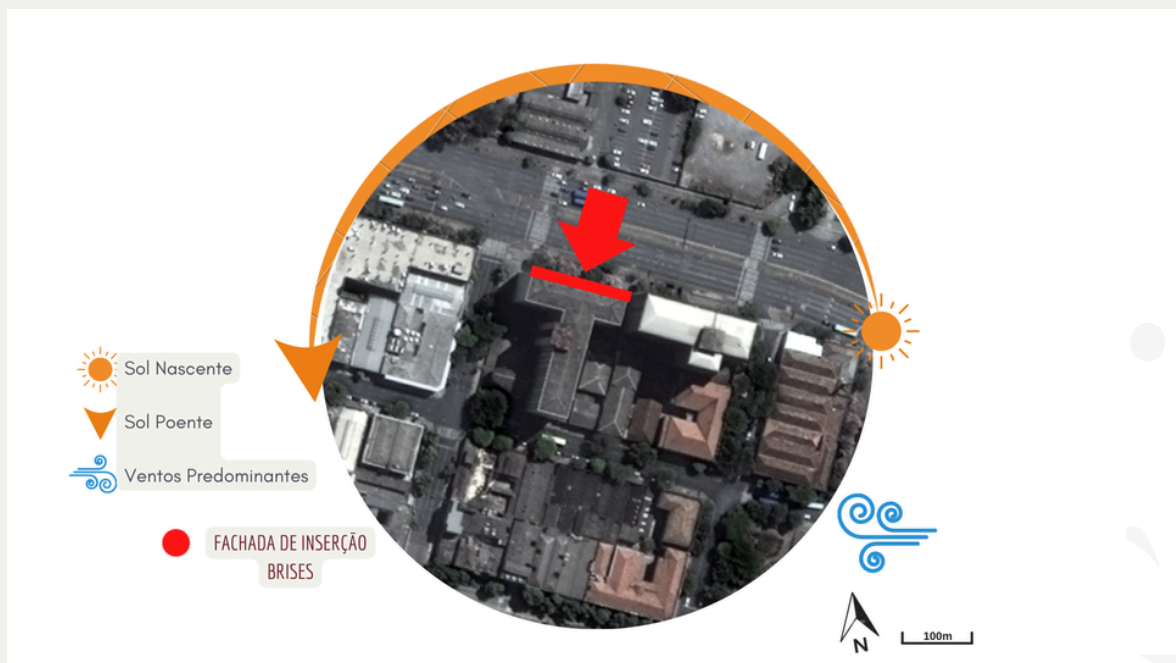 Sol Nascente
Sol Poente
Ventos Predominantes
FACHADA DE INSERÇÃO
BRISES
N
100m